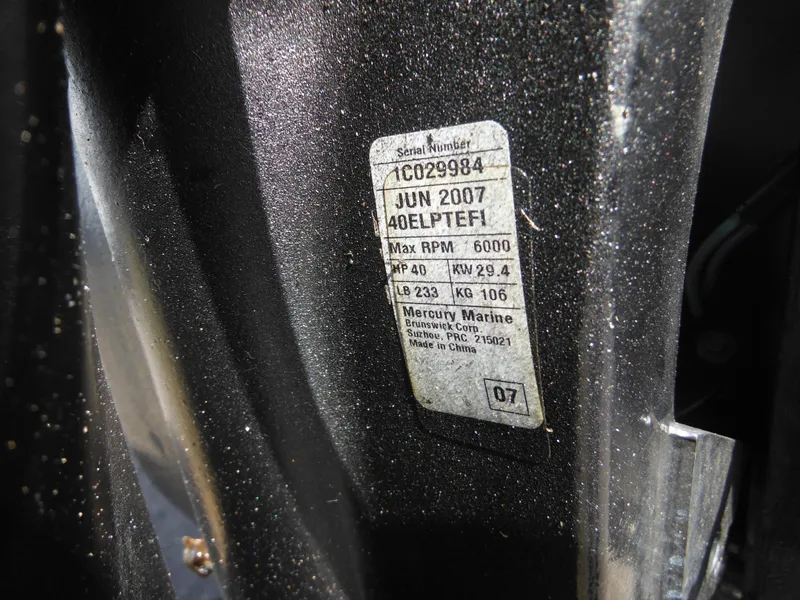 Serial Number
1C029984
JUN 2007
40ELPTEFI
Max RPM 6000
HP 40 KW 29.4
LB 233 KG 106
Mercury Marine
Brunswick Corp.
Suzhou, PRC 215021
Made in China
07